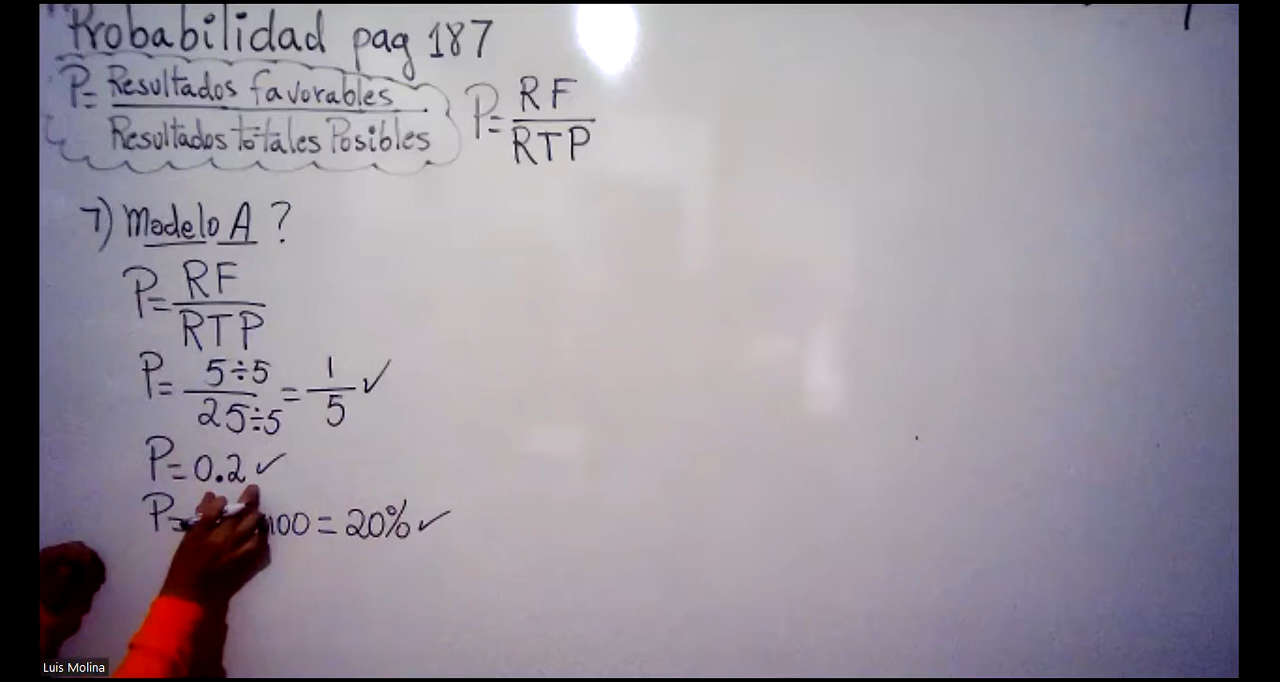 Probabilidad pag 187
P= Resultados favorables / Resultados totales Posibles
P= RF / RTP
7) Modelo A ?
P= RF / RTP
P= 5÷5 / 25÷5 = 1 / 5 ✓
P= 0.2 ✓
P= 100 = 20% ✓
Luis Molina